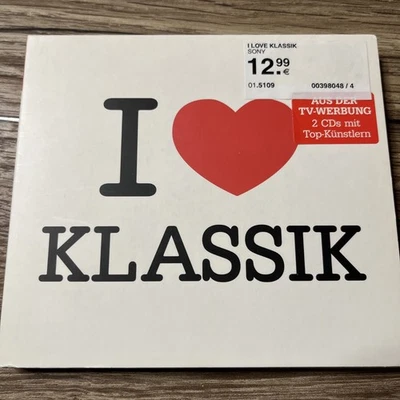 I LOVE KLASSIK
SONY
12.99
€
01.5109 00398048 / 4
AUS DER
TV-WERBUNG
2 CDs mit
Top-Künstlern
I
KLASSIK